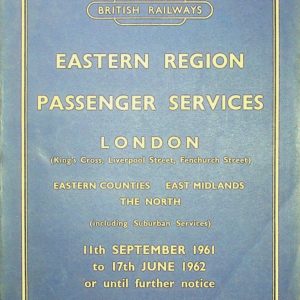 BRITISH RAILWAYS
EASTERN REGION
PASSENGER SERVICES
LONDON
(King's Cross, Liverpool Street, Fenchurch Street)
EASTERN COUNTIES EAST MIDLANDS
THE NORTH
(including Suburban Services)
11th SEPTEMBER 1961
to 17th JUNE 1962
or until further notice